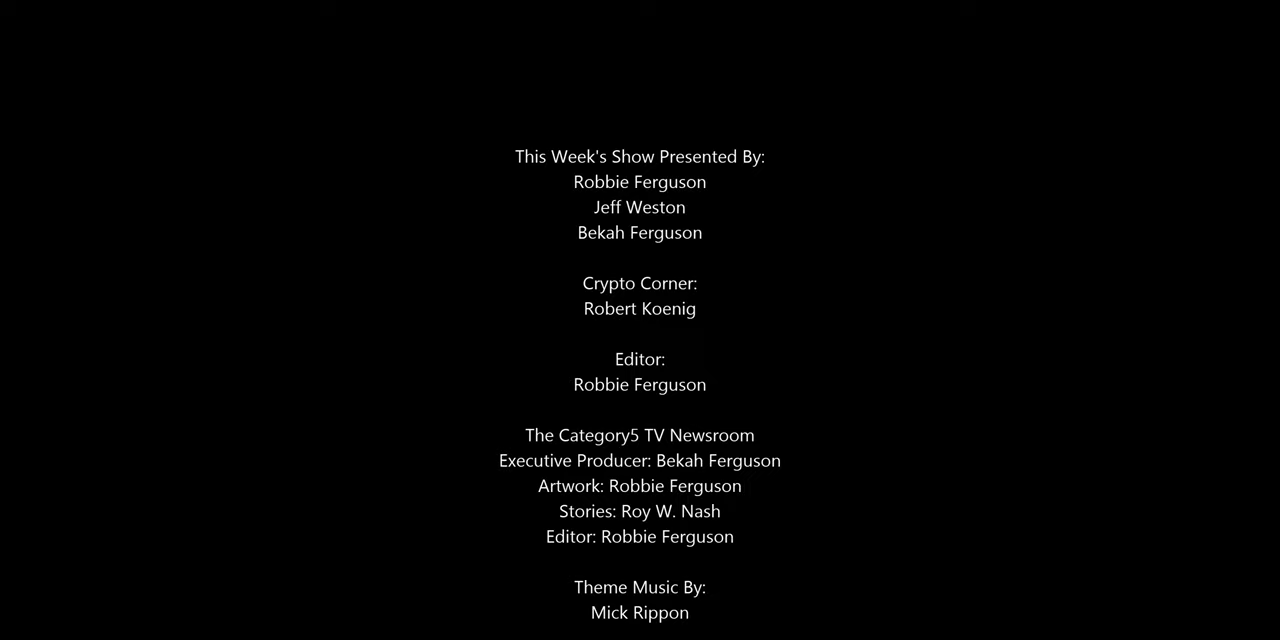 This Week's Show Presented By:
Robbie Ferguson
Jeff Weston
Bekah Ferguson
Crypto Corner:
Robert Koenig
Editor:
Robbie Ferguson
The Category5 TV Newsroom
Executive Producer: Bekah Ferguson
Artwork: Robbie Ferguson
Stories: Roy W. Nash
Editor: Robbie Ferguson
Theme Music By:
Mick Rippon